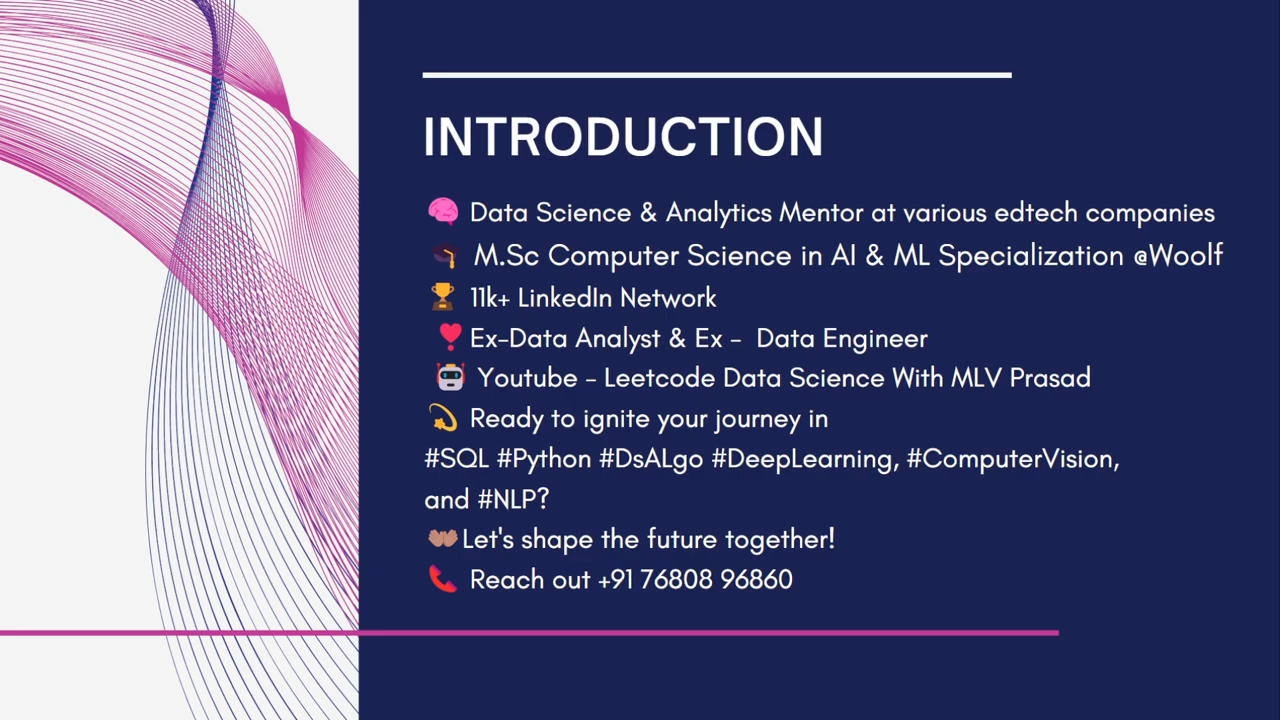 INTRODUCTION
🧠 Data Science & Analytics Mentor at various edtech companies
🎓 M.Sc Computer Science in AI & ML Specialization @Woolf
🏆 11k+ LinkedIn Network
❣️Ex-Data Analyst & Ex - Data Engineer
🤖 Youtube - Leetcode Data Science With MLV Prasad
💫 Ready to ignite your journey in
#SQL #Python #DsALgo #DeepLearning, #ComputerVision,
and #NLP?
👐🏽Let's shape the future together!
📞 Reach out +91 76808 96860